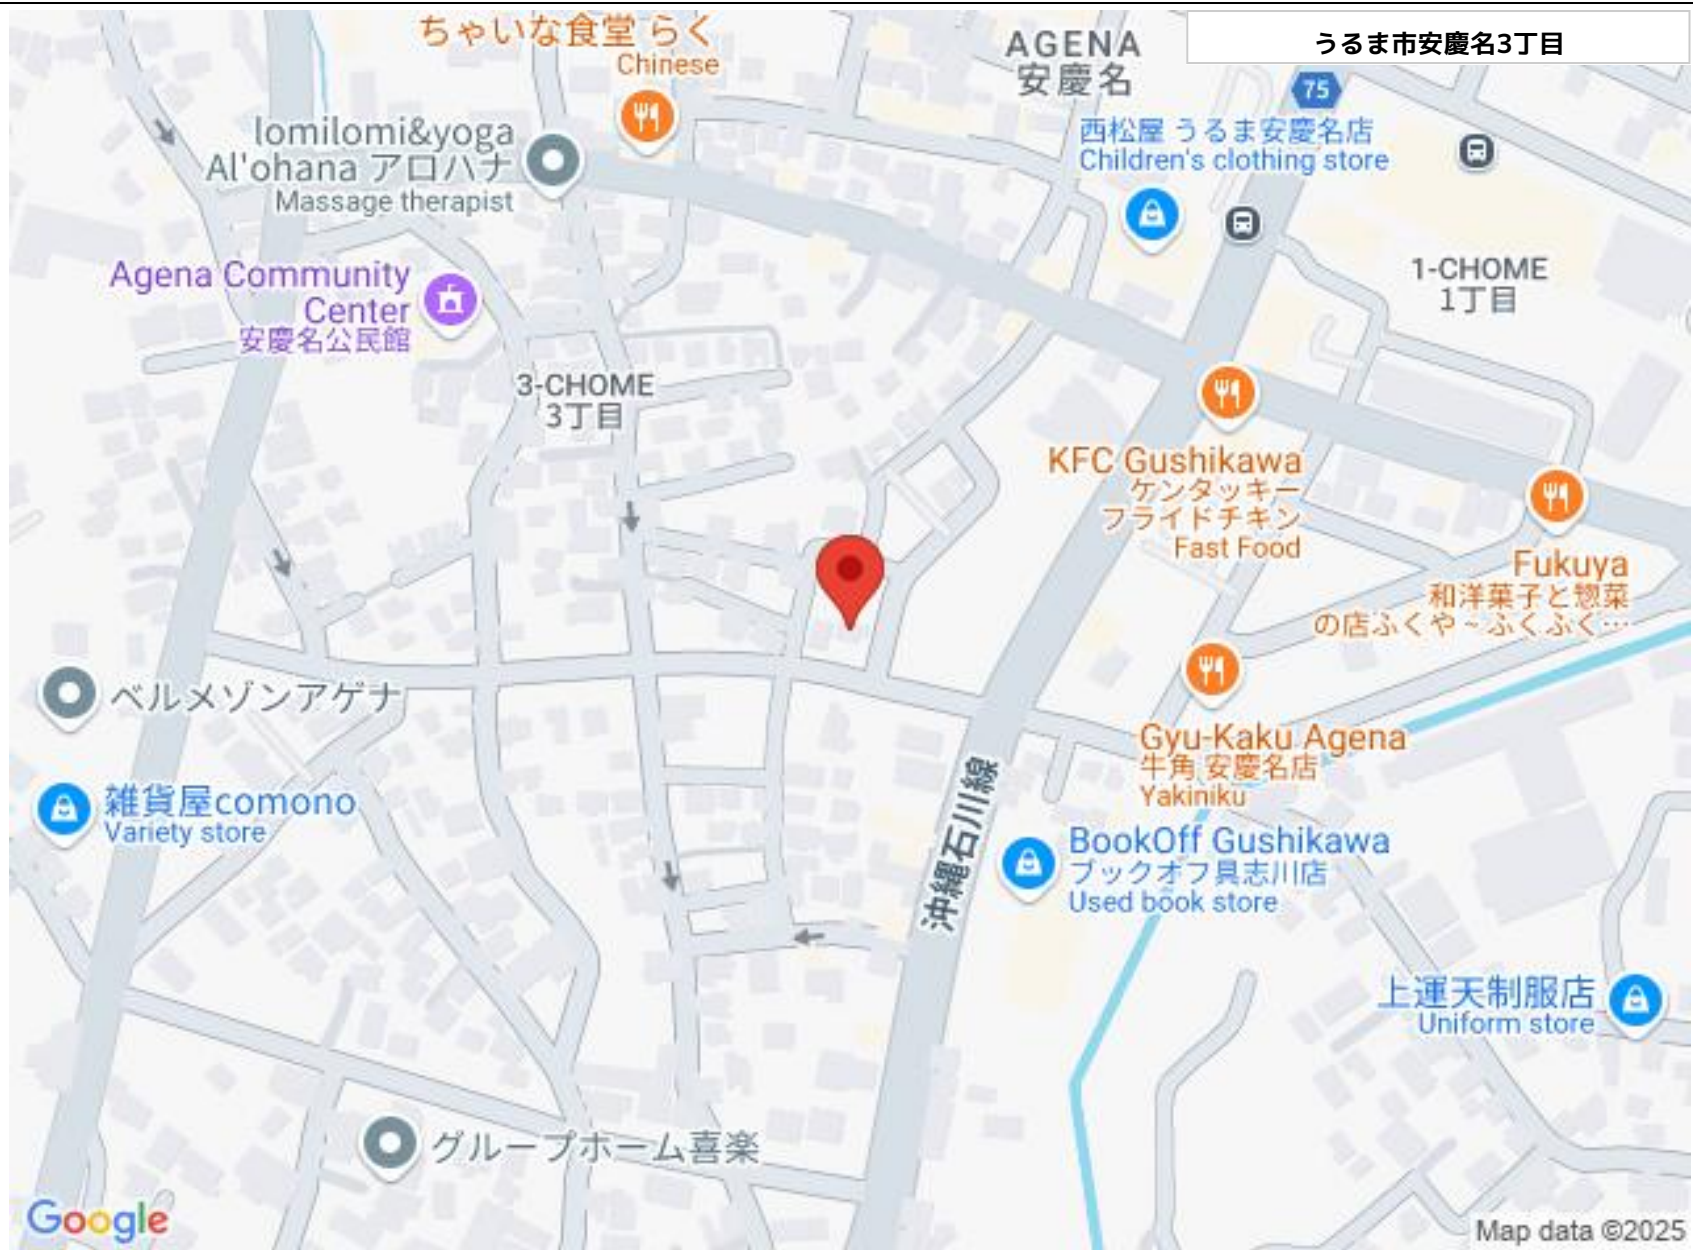 うるま市安慶名3丁目
ちゃいな食堂 らく
Chinese
AGENA
安慶名
75
lomilomi&yoga
Al'ohana アロハナ
Massage therapist
西松屋 うるま安慶名店
Children's clothing store
Agena Community
Center
安慶名公民館
1-CHOME
1丁目
3-CHOME
3丁目
KFC Gushikawa
ケンタッキー
フライドチキン
Fast Food
Fukuya
和洋菓子と惣菜
の店ふくや~ふくふく…
ベルメゾンアゲナ
Gyu-Kaku Agena
牛角 安慶名店
Yakiniku
雑貨屋comono
Variety store
沖縄石川線
BookOff Gushikawa
ブックオフ具志川店
Used book store
上運天制服店
Uniform store
グループホーム喜楽
Google
Map data ©2025